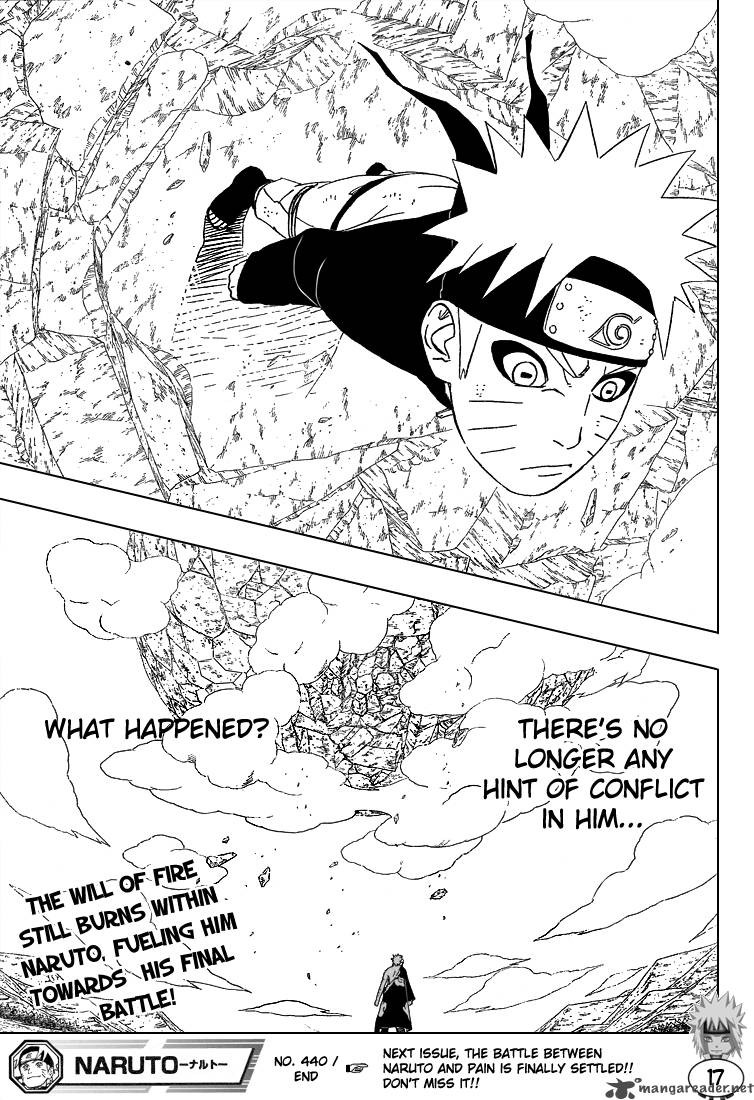 THERE'S NO
LONGER ANY
HINT OF CONFLICT
IN HIM...
WHAT HAPPENED?
THE WILL OF FIRE
STILL BURNS WITHIN
NARUTO, FUELING HIM
TOWARDS HIS FINAL
BATTLE!
NARUTO—ナルト—
NO. 440 /
END
NEXT ISSUE, THE BATTLE BETWEEN
NARUTO AND PAIN IS FINALLY SETTLED!!
DON'T MISS IT!!
17
mangareader.net